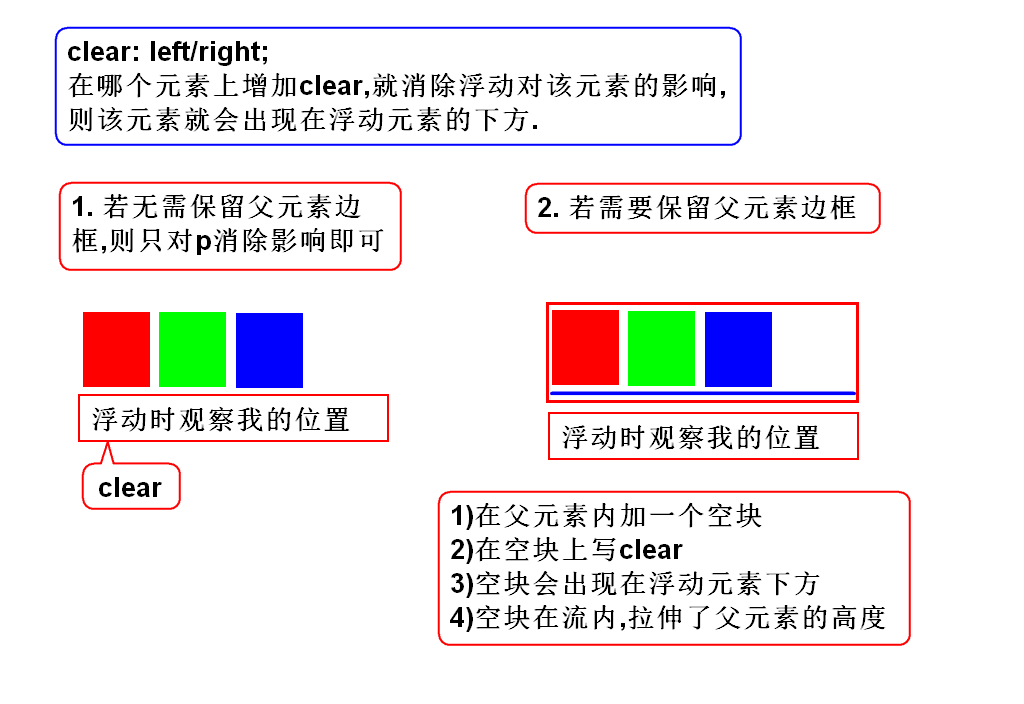 clear: left/right;
在哪个元素上增加clear,就消除浮动对该元素的影响,
则该元素就会出现在浮动元素的下方.
1. 若无需保留父元素边
框,则只对p消除影响即可
2. 若需要保留父元素边框
浮动时观察我的位置
clear
浮动时观察我的位置
1)在父元素内加一个空块
2)在空块上写clear
3)空块会出现在浮动元素下方
4)空块在流内,拉伸了父元素的高度